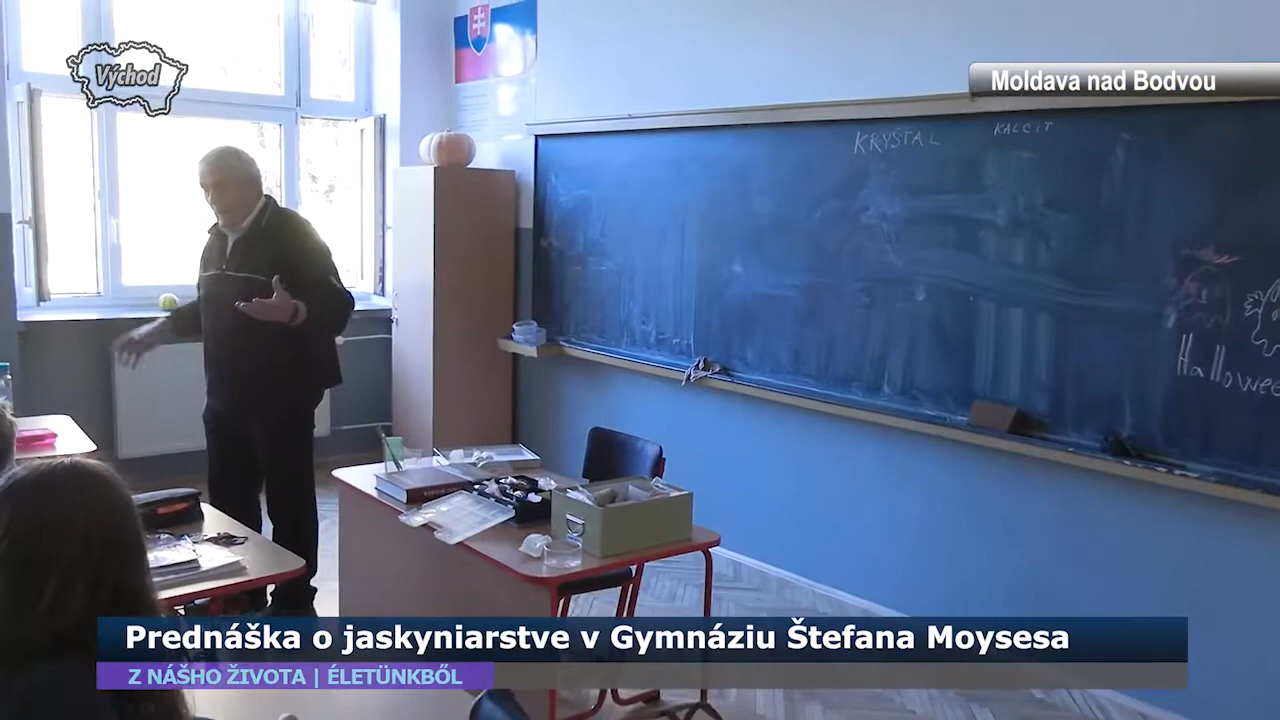 Východ
Moldava nad Bodvou
KRYŠTAL
KALCIT
Hallowee
Prednáška o jaskyniarstve v Gymnáziu Štefana Moysesa
Z NÁŠHO ŽIVOTA | ÉLETÜNKBŐL